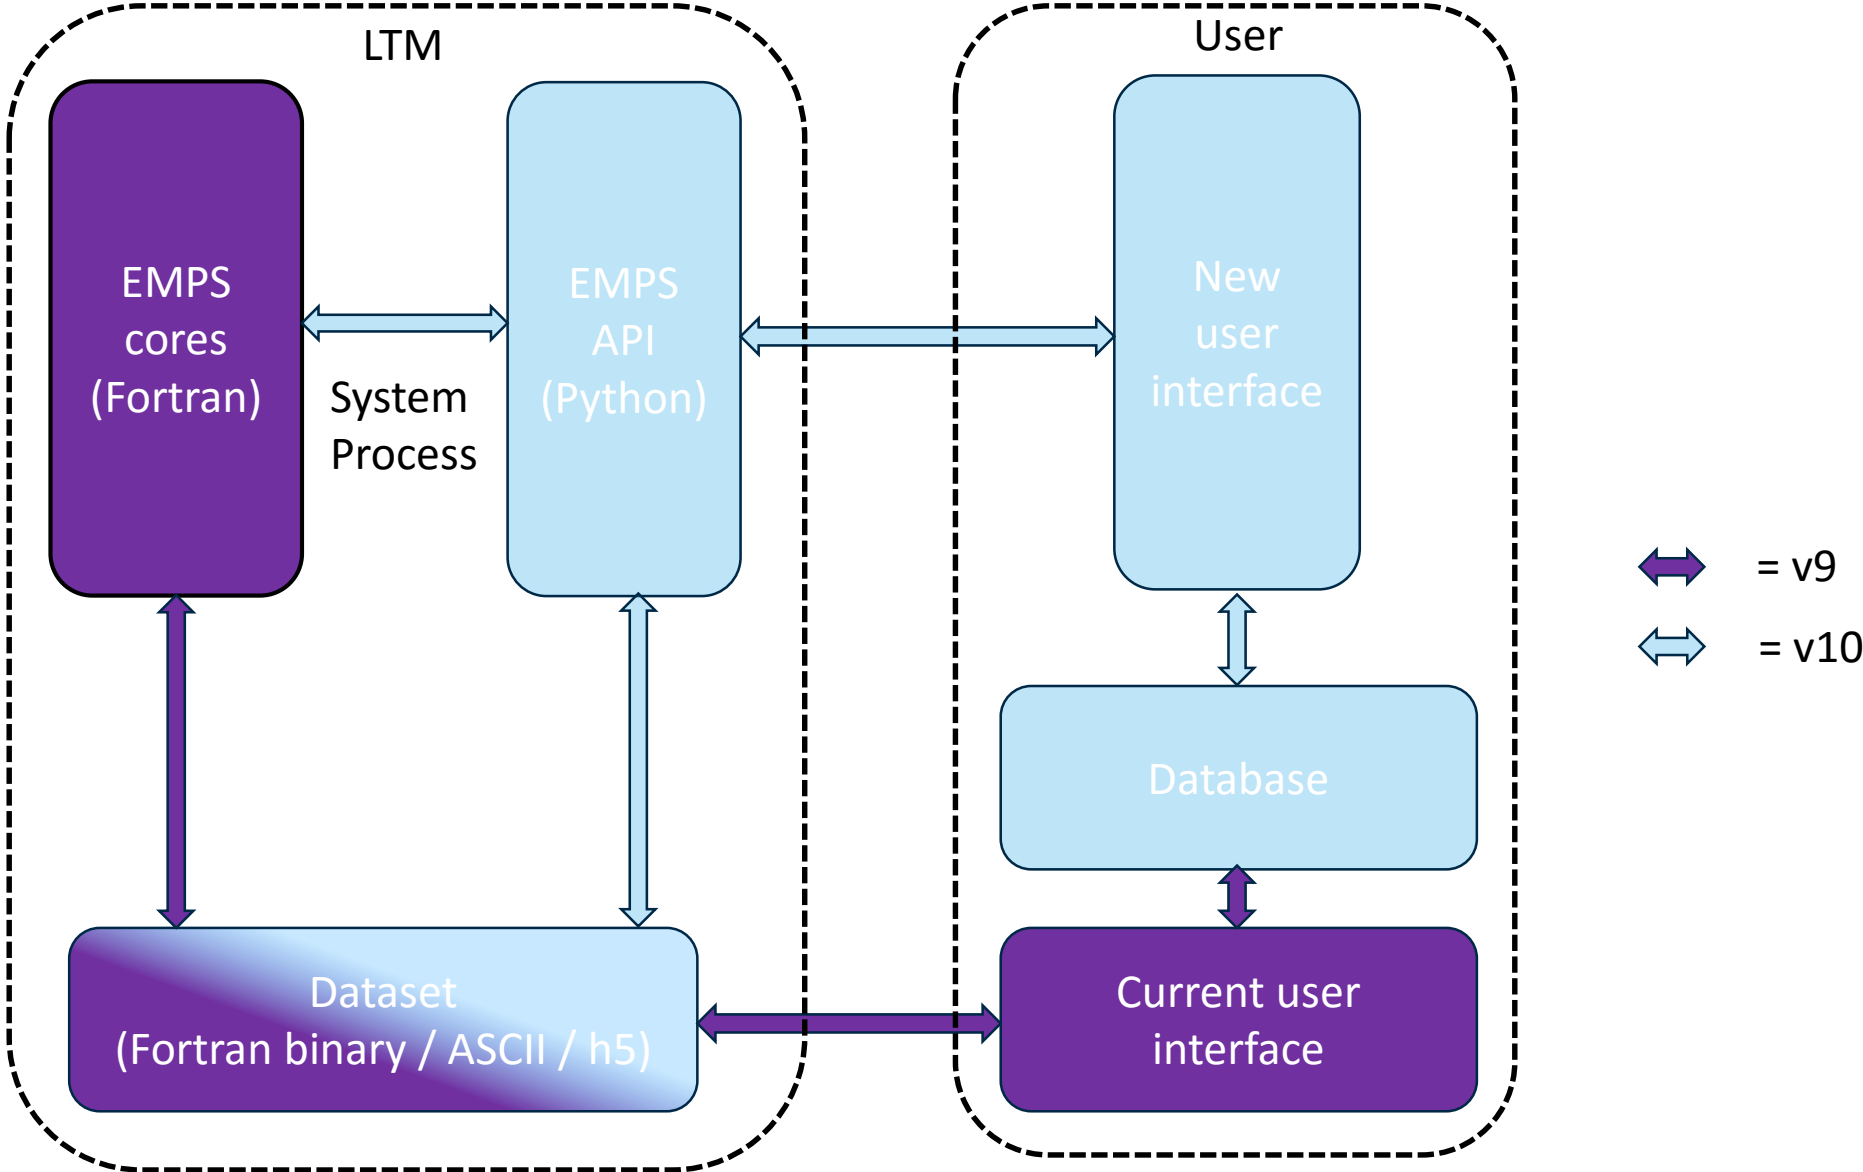 LTM
User
EMPS
cores
(Fortran)
System
Process
EMPS
API
(Python)
New
user
interface
= v9
= v10
Database
Dataset
(Fortran binary / ASCII / h5)
Current user
interface